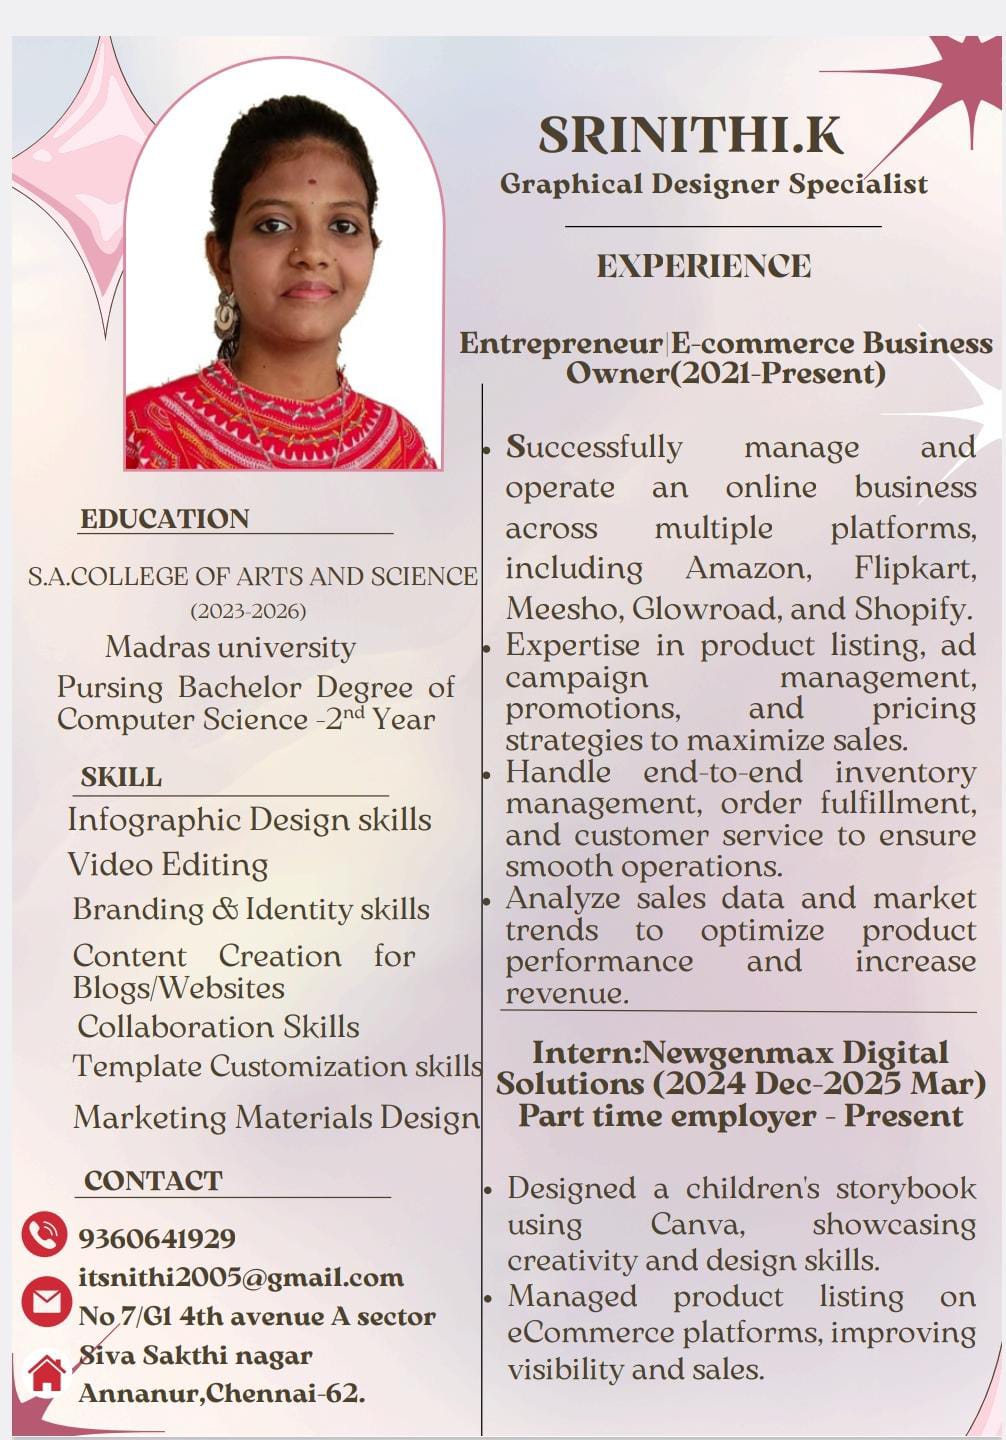 SRINITHI.K
Graphical Designer Specialist
EXPERIENCE
Entrepreneur|E-commerce Business
Owner(2021-Present)
• Successfully manage and
operate an online business
across multiple platforms,
including Amazon, Flipkart,
Meesho, Glowroad, and Shopify.
• Expertise in product listing, ad
campaign management,
promotions, and pricing
strategies to maximize sales.
• Handle end-to-end inventory
management, order fulfillment,
and customer service to ensure
smooth operations.
• Analyze sales data and market
trends to optimize product
performance and increase
revenue.
Intern:Newgenmax Digital
Solutions (2024 Dec-2025 Mar)
Part time employer - Present
• Designed a children's storybook
using Canva, showcasing
creativity and design skills.
• Managed product listing on
eCommerce platforms, improving
visibility and sales.
EDUCATION
S.A.COLLEGE OF ARTS AND SCIENCE
(2023-2026)
Madras university
Pursing Bachelor Degree of
Computer Science -2nd Year
SKILL
Infographic Design skills
Video Editing
Branding & Identity skills
Content Creation for
Blogs/Websites
Collaboration Skills
Template Customization skills
Marketing Materials Design
CONTACT
9360641929
itsnithi2005@gmail.com
No 7/G1 4th avenue A sector
Siva Sakthi nagar
Annanur,Chennai-62.